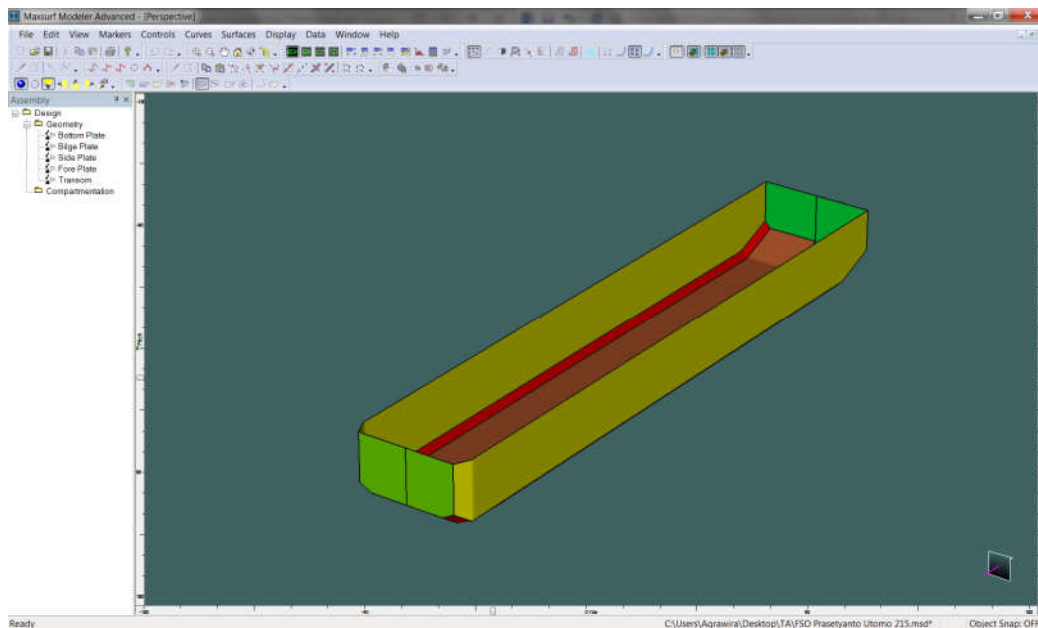 Maxsurf Modeler Advanced - [Perspective]
File Edit View Markers Controls Curves Surfaces Display Data Window Help
Assembly
Design
Geometry
Bottom Plate
Bilge Plate
Side Plate
Fore Plate
Transom
Compartmentation
Ready C:\Users\Agrawira\Desktop\TA\FSO Prasetyanto Utomo 215.msd* Object Snap: OFF